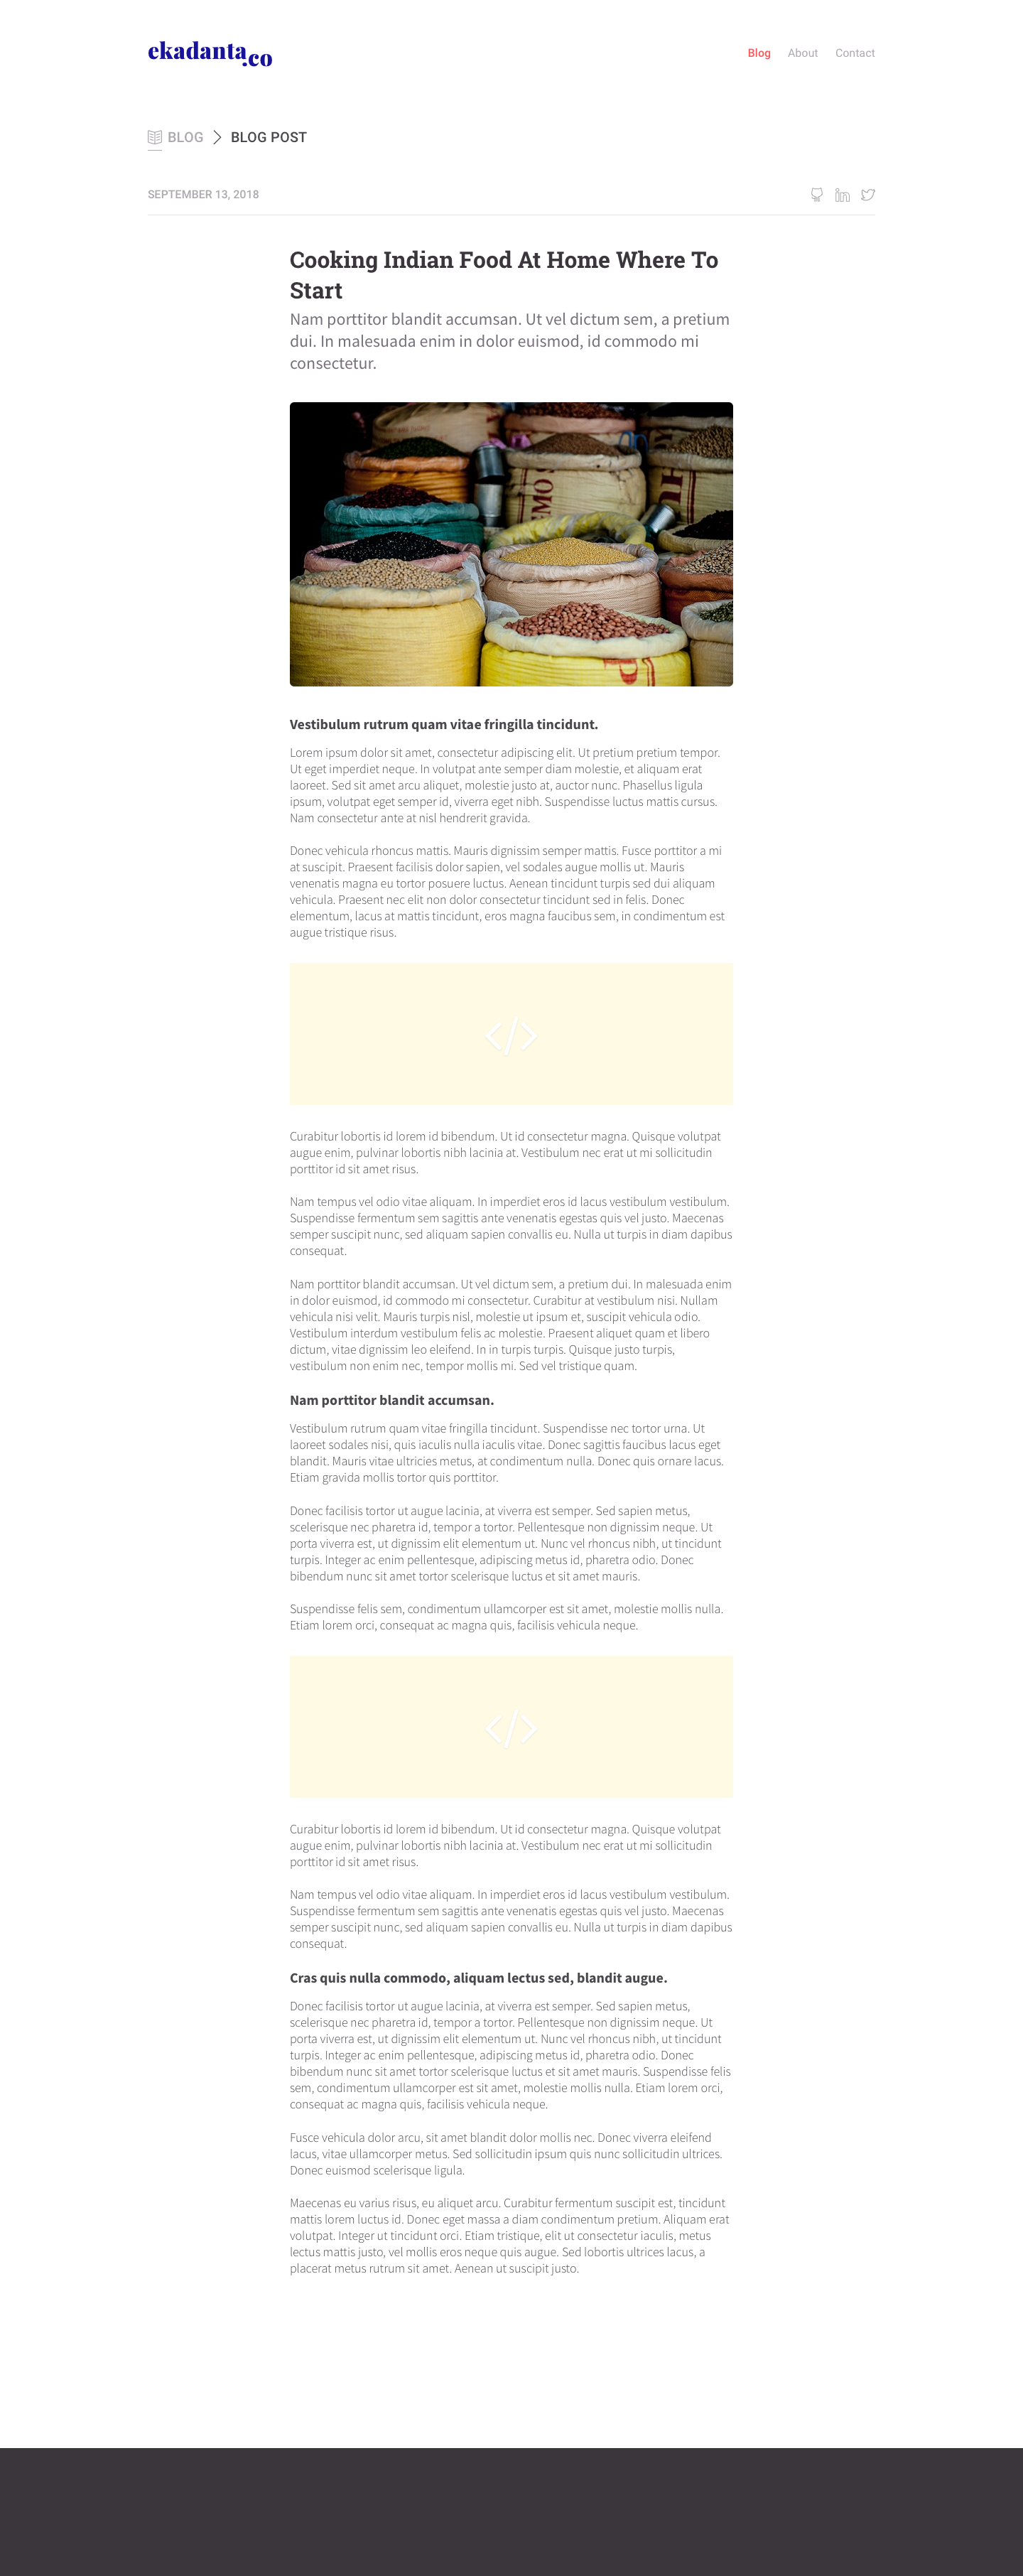 ekadanta.co
Blog About Contact
BLOG BLOG POST
SEPTEMBER 13, 2018
Cooking Indian Food At Home Where To
Start
Nam porttitor blandit accumsan. Ut vel dictum sem, a pretium
dui. In malesuada enim in dolor euismod, id commodo mi
consectetur.
Vestibulum rutrum quam vitae fringilla tincidunt.
Lorem ipsum dolor sit amet, consectetur adipiscing elit. Ut pretium pretium tempor.
Ut eget imperdiet neque. In volutpat ante semper diam molestie, et aliquam erat
laoreet. Sed sit amet arcu aliquet, molestie justo at, auctor nunc. Phasellus ligula
ipsum, volutpat eget semper id, viverra eget nibh. Suspendisse luctus mattis cursus.
Nam consectetur ante at nisl hendrerit gravida.
Donec vehicula rhoncus mattis. Mauris dignissim semper mattis. Fusce porttitor a mi
at suscipit. Praesent facilisis dolor sapien, vel sodales augue mollis ut. Mauris
venenatis magna eu tortor posuere luctus. Aenean tincidunt turpis sed dui aliquam
vehicula. Praesent nec elit non dolor consectetur tincidunt sed in felis. Donec
elementum, lacus at mattis tincidunt, eros magna faucibus sem, in condimentum est
augue tristique risus.
</>
Curabitur lobortis id lorem id bibendum. Ut id consectetur magna. Quisque volutpat
augue enim, pulvinar lobortis nibh lacinia at. Vestibulum nec erat ut mi sollicitudin
porttitor id sit amet risus.
Nam tempus vel odio vitae aliquam. In imperdiet eros id lacus vestibulum vestibulum.
Suspendisse fermentum sem sagittis ante venenatis egestas quis vel justo. Maecenas
semper suscipit nunc, sed aliquam sapien convallis eu. Nulla ut turpis in diam dapibus
consequat.
Nam porttitor blandit accumsan. Ut vel dictum sem, a pretium dui. In malesuada enim
in dolor euismod, id commodo mi consectetur. Curabitur at vestibulum nisi. Nullam
vehicula nisi velit. Mauris turpis nisl, molestie ut ipsum et, suscipit vehicula odio.
Vestibulum interdum vestibulum felis ac molestie. Praesent aliquet quam et libero
dictum, vitae dignissim leo eleifend. In in turpis turpis. Quisque justo turpis,
vestibulum non enim nec, tempor mollis mi. Sed vel tristique quam.
Nam porttitor blandit accumsan.
Vestibulum rutrum quam vitae fringilla tincidunt. Suspendisse nec tortor urna. Ut
laoreet sodales nisi, quis iaculis nulla iaculis vitae. Donec sagittis faucibus lacus eget
blandit. Mauris vitae ultricies metus, at condimentum nulla. Donec quis ornare lacus.
Etiam gravida mollis tortor quis porttitor.
Donec facilisis tortor ut augue lacinia, at viverra est semper. Sed sapien metus,
scelerisque nec pharetra id, tempor a tortor. Pellentesque non dignissim neque. Ut
porta viverra est, ut dignissim elit elementum ut. Nunc vel rhoncus nibh, ut tincidunt
turpis. Integer ac enim pellentesque, adipiscing metus id, pharetra odio. Donec
bibendum nunc sit amet tortor scelerisque luctus et sit amet mauris.
Suspendisse felis sem, condimentum ullamcorper est sit amet, molestie mollis nulla.
Etiam lorem orci, consequat ac magna quis, facilisis vehicula neque.
</>
Curabitur lobortis id lorem id bibendum. Ut id consectetur magna. Quisque volutpat
augue enim, pulvinar lobortis nibh lacinia at. Vestibulum nec erat ut mi sollicitudin
porttitor id sit amet risus.
Nam tempus vel odio vitae aliquam. In imperdiet eros id lacus vestibulum vestibulum.
Suspendisse fermentum sem sagittis ante venenatis egestas quis vel justo. Maecenas
semper suscipit nunc, sed aliquam sapien convallis eu. Nulla ut turpis in diam dapibus
consequat.
Cras quis nulla commodo, aliquam lectus sed, blandit augue.
Donec facilisis tortor ut augue lacinia, at viverra est semper. Sed sapien metus,
scelerisque nec pharetra id, tempor a tortor. Pellentesque non dignissim neque. Ut
porta viverra est, ut dignissim elit elementum ut. Nunc vel rhoncus nibh, ut tincidunt
turpis. Integer ac enim pellentesque, adipiscing metus id, pharetra odio. Donec
bibendum nunc sit amet tortor scelerisque luctus et sit amet mauris. Suspendisse felis
sem, condimentum ullamcorper est sit amet, molestie mollis nulla. Etiam lorem orci,
consequat ac magna quis, facilisis vehicula neque.
Fusce vehicula dolor arcu, sit amet blandit dolor mollis nec. Donec viverra eleifend
lacus, vitae ullamcorper metus. Sed sollicitudin ipsum quis nunc sollicitudin ultrices.
Donec euismod scelerisque ligula.
Maecenas eu varius risus, eu aliquet arcu. Curabitur fermentum suscipit est, tincidunt
mattis lorem luctus id. Donec eget massa a diam condimentum pretium. Aliquam erat
volutpat. Integer ut tincidunt orci. Etiam tristique, elit ut consectetur iaculis, metus
lectus mattis justo, vel mollis eros neque quis augue. Sed lobortis ultrices lacus, a
placerat metus rutrum sit amet. Aenean ut suscipit justo.